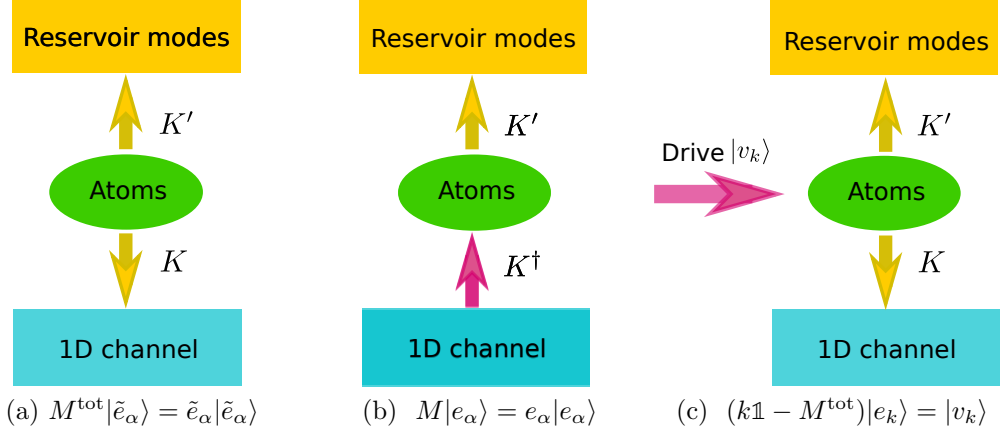 Reservoir modes
K′
Atoms
K
1D channel
(a) M^tot|ẽ_α⟩ = ẽ_α|ẽ_α⟩
Reservoir modes
K′
Atoms
K†
1D channel
(b) M|e_α⟩ = e_α|e_α⟩
Reservoir modes
K′
Drive |v_k⟩
Atoms
K
1D channel
(c) (k𝟙 − M^tot)|e_k⟩ = |v_k⟩